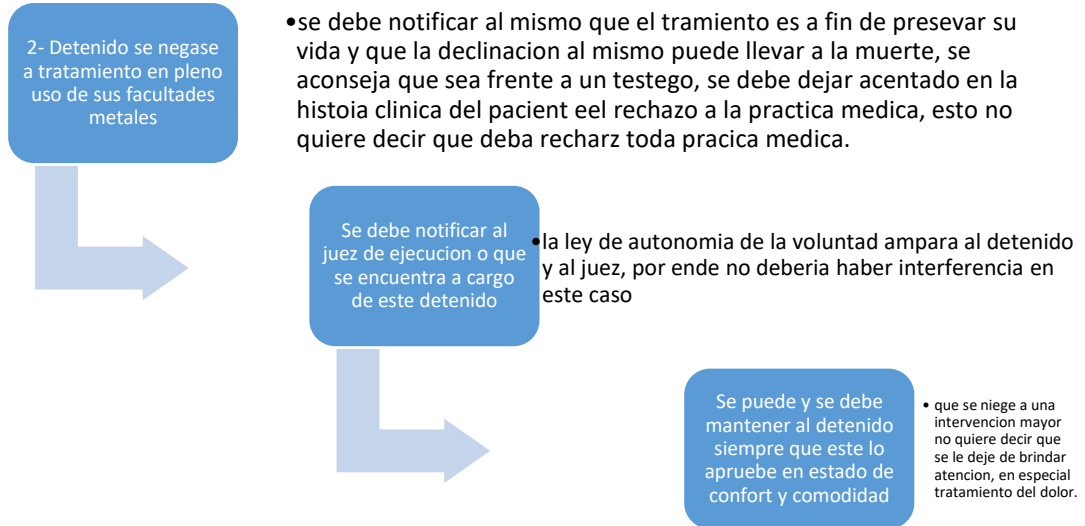 2- Detenido se negase
a tratamiento en pleno
uso de sus facultades
metales
•se debe notificar al mismo que el tramiento es a fin de presevar su
vida y que la declinacion al mismo puede llevar a la muerte, se
aconseja que sea frente a un testego, se debe dejar acentado en la
histoia clinica del pacient eel rechazo a la practica medica, esto no
quiere decir que deba recharz toda pracica medica.
Se debe notificar al
juez de ejecucion o que
se encuentra a cargo
de este detenido
•la ley de autonomia de la voluntad ampara al detenido
y al juez, por ende no deberia haber interferencia en
este caso
Se puede y se debe
mantener al detenido
siempre que este lo
apruebe en estado de
confort y comodidad
• que se niege a una
intervencion mayor
no quiere decir que
se le deje de brindar
atencion, en especial
tratamiento del dolor.